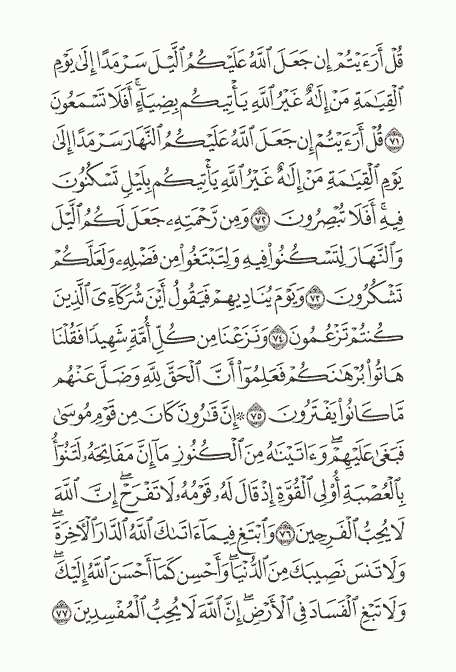 قُلْ أَرَءَيْتُمْ إِن جَعَلَ ٱللَّهُ عَلَيْكُمُ ٱلَّيْلَ سَرْمَدًا إِلَىٰ يَوْمِ
ٱلْقِيَٰمَةِ مَنْ إِلَٰهٌ غَيْرُ ٱللَّهِ يَأْتِيكُم بِضِيَآءٍ ۖ أَفَلَا تَسْمَعُونَ
٧١ قُلْ أَرَءَيْتُمْ إِن جَعَلَ ٱللَّهُ عَلَيْكُمُ ٱلنَّهَارَ سَرْمَدًا إِلَىٰ
يَوْمِ ٱلْقِيَٰمَةِ مَنْ إِلَٰهٌ غَيْرُ ٱللَّهِ يَأْتِيكُم بِلَيْلٍ تَسْكُنُونَ
فِيهِ ۖ أَفَلَا تُبْصِرُونَ ٧٢ وَمِن رَّحْمَتِهِۦ جَعَلَ لَكُمُ ٱلَّيْلَ
وَٱلنَّهَارَ لِتَسْكُنُوا۟ فِيهِ وَلِتَبْتَغُوا۟ مِن فَضْلِهِۦ وَلَعَلَّكُمْ
تَشْكُرُونَ ٧٣ وَيَوْمَ يُنَادِيهِمْ فَيَقُولُ أَيْنَ شُرَكَآءِىَ ٱلَّذِينَ
كُنتُمْ تَزْعُمُونَ ٧٤ وَنَزَعْنَا مِن كُلِّ أُمَّةٍ شَهِيدًا فَقُلْنَا
هَاتُوا۟ بُرْهَٰنَكُمْ فَعَلِمُوٓا۟ أَنَّ ٱلْحَقَّ لِلَّهِ وَضَلَّ عَنْهُم
مَّا كَانُوا۟ يَفْتَرُونَ ٧٥ ۞ إِنَّ قَٰرُونَ كَانَ مِن قَوْمِ مُوسَىٰ
فَبَغَىٰ عَلَيْهِمْ ۖ وَءَاتَيْنَٰهُ مِنَ ٱلْكُنُوزِ مَآ إِنَّ مَفَاتِحَهُۥ لَتَنُوٓأُ
بِٱلْعُصْبَةِ أُو۟لِى ٱلْقُوَّةِ إِذْ قَالَ لَهُۥ قَوْمُهُۥ لَا تَفْرَحْ ۖ إِنَّ ٱللَّهَ
لَا يُحِبُّ ٱلْفَرِحِينَ ٧٦ وَٱبْتَغِ فِيمَآ ءَاتَىٰكَ ٱللَّهُ ٱلدَّارَ ٱلْءَاخِرَةَ ۖ
وَلَا تَنسَ نَصِيبَكَ مِنَ ٱلدُّنْيَا ۖ وَأَحْسِن كَمَآ أَحْسَنَ ٱللَّهُ إِلَيْكَ ۖ
وَلَا تَبْغِ ٱلْفَسَادَ فِى ٱلْأَرْضِ ۖ إِنَّ ٱللَّهَ لَا يُحِبُّ ٱلْمُفْسِدِينَ ٧٧